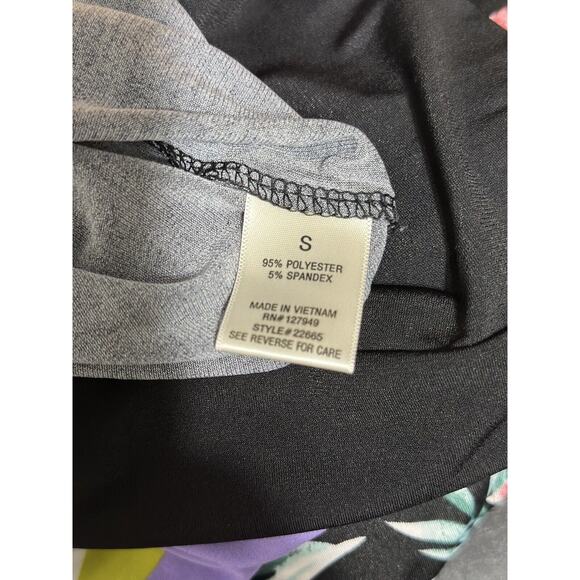 S
95% POLYESTER
5% SPANDEX
MADE IN VIETNAM
RN# 127949
STYLE# 22665
SEE REVERSE FOR CARE